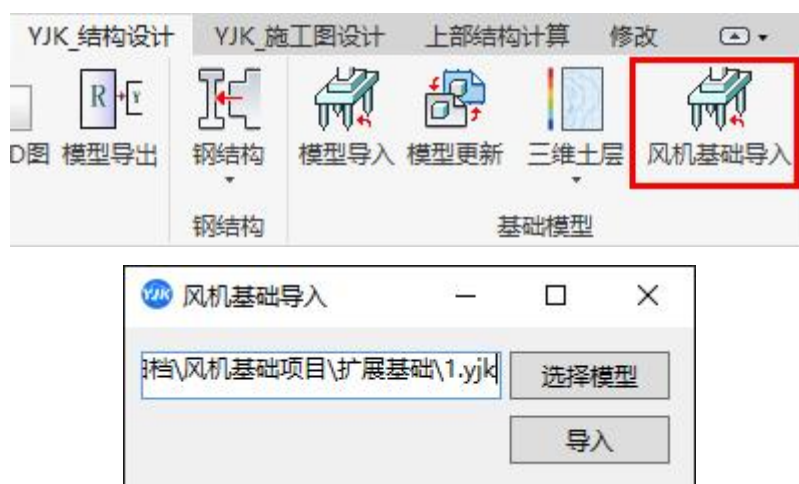 YJK_结构设计 YJK_施工图设计 上部结构计算 修改
R Y
D图 模型导出 钢结构 模型导入 模型更新 三维土层 风机基础导入
钢结构 基础模型
YJK 风机基础导入
档\风机基础项目\扩展基础\1.yjk 选择模型
导入